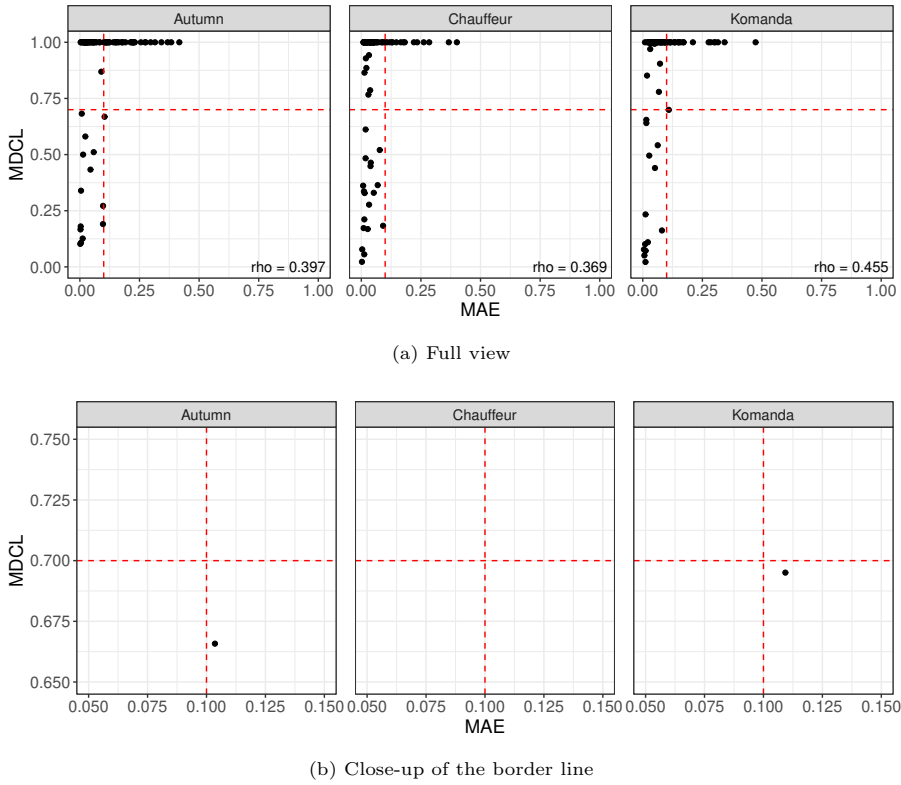 Autumn Chauffeur Komanda
1.00
0.75
0.50
0.25
0.00
MDCL
rho = 0.397 rho = 0.369 rho = 0.455
0.00 0.25 0.50 0.75 1.00 0.00 0.25 0.50 0.75 1.00 0.00 0.25 0.50 0.75 1.00
MAE
(a) Full view
Autumn Chauffeur Komanda
0.750
0.725
0.700
0.675
0.650
MDCL
0.050 0.075 0.100 0.125 0.150 0.050 0.075 0.100 0.125 0.150 0.050 0.075 0.100 0.125 0.150
MAE
(b) Close-up of the border line